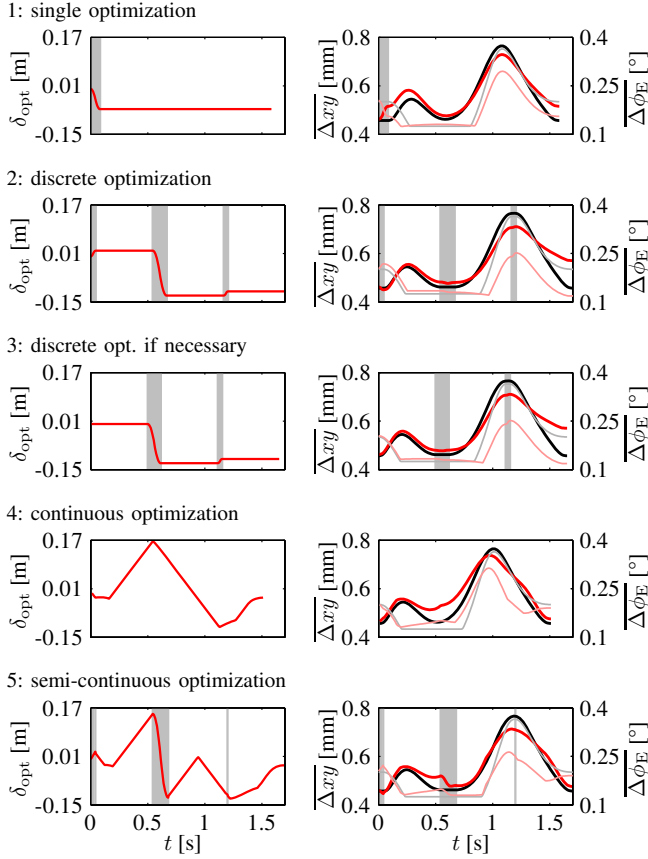 1: single optimization
0.17
0.01
-0.15
δopt [m]
0.8
0.6
0.4
Δxy [mm]
0.4
0.25
0.1
ΔϕE [°]
2: discrete optimization
0.17
0.01
-0.15
δopt [m]
0.8
0.6
0.4
Δxy [mm]
0.4
0.25
0.1
ΔϕE [°]
3: discrete opt. if necessary
0.17
0.01
-0.15
δopt [m]
0.8
0.6
0.4
Δxy [mm]
0.4
0.25
0.1
ΔϕE [°]
4: continuous optimization
0.17
0.01
-0.15
δopt [m]
0.8
0.6
0.4
Δxy [mm]
0.4
0.25
0.1
ΔϕE [°]
5: semi-continuous optimization
0.17
0.01
-0.15
δopt [m]
0.8
0.6
0.4
Δxy [mm]
0.4
0.25
0.1
ΔϕE [°]
0 0.5 1 1.5
t [s]
0 0.5 1 1.5
t [s]